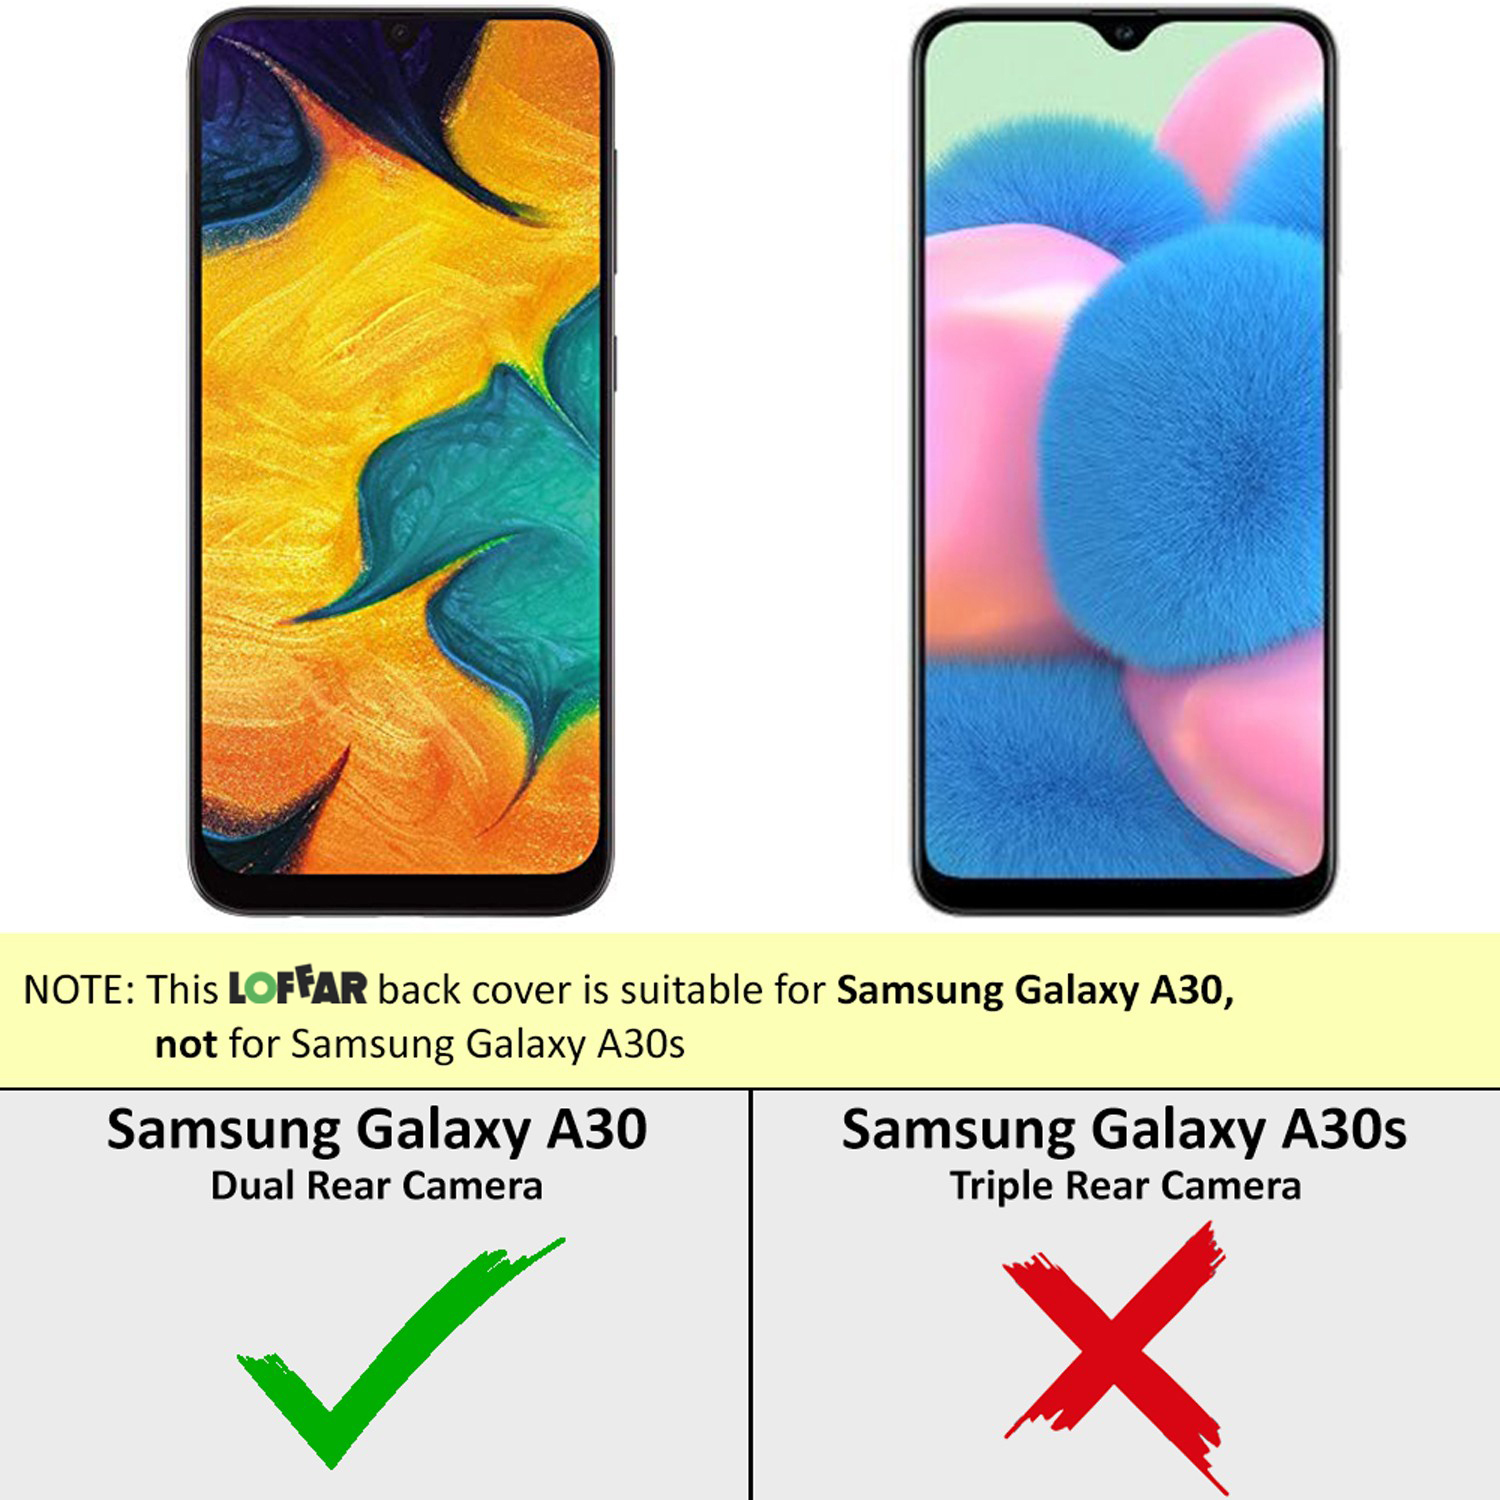 NOTE: This LOFFAR back cover is suitable for Samsung Galaxy A30,
not for Samsung Galaxy A30s
Samsung Galaxy A30
Dual Rear Camera
Samsung Galaxy A30s
Triple Rear Camera